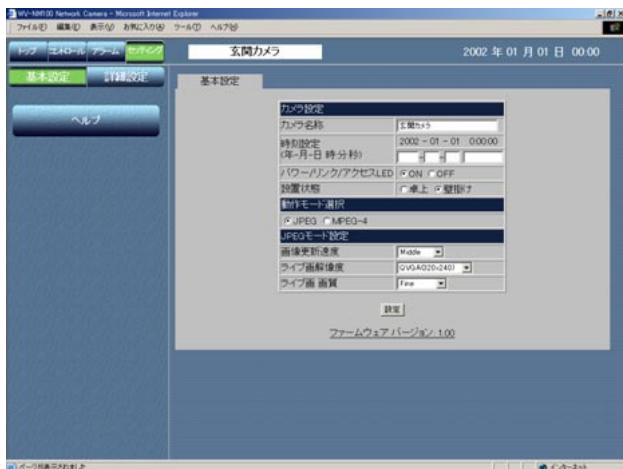 WV-NM100 Network Camera - Microsoft Internet Explorer
ファイル(F) 編集(E) 表示(V) お気に入り(A) ツール(T) ヘルプ(H)
トップ コントロール アラーム セッティング 玄関カメラ 2002 年 01 月 01 日 00:00
基本設定 詳細設定
ヘルプ
基本設定
カメラ設定
カメラ名称 玄関カメラ
時刻設定 2002 - 01 - 01 0:00:00
(年-月-日 時:分:秒)
パワー/リンク/アクセスLED ON OFF
設置状態 卓上 壁掛け
動作モード選択
JPEG MPEG-4
JPEGモード設定
画像更新速度 Middle
ライブ画解像度 QVGA(320x240)
ライブ画 画質 Fine
設定
ファームウェア バージョン: 1.00
ページが表示されました
インターネット